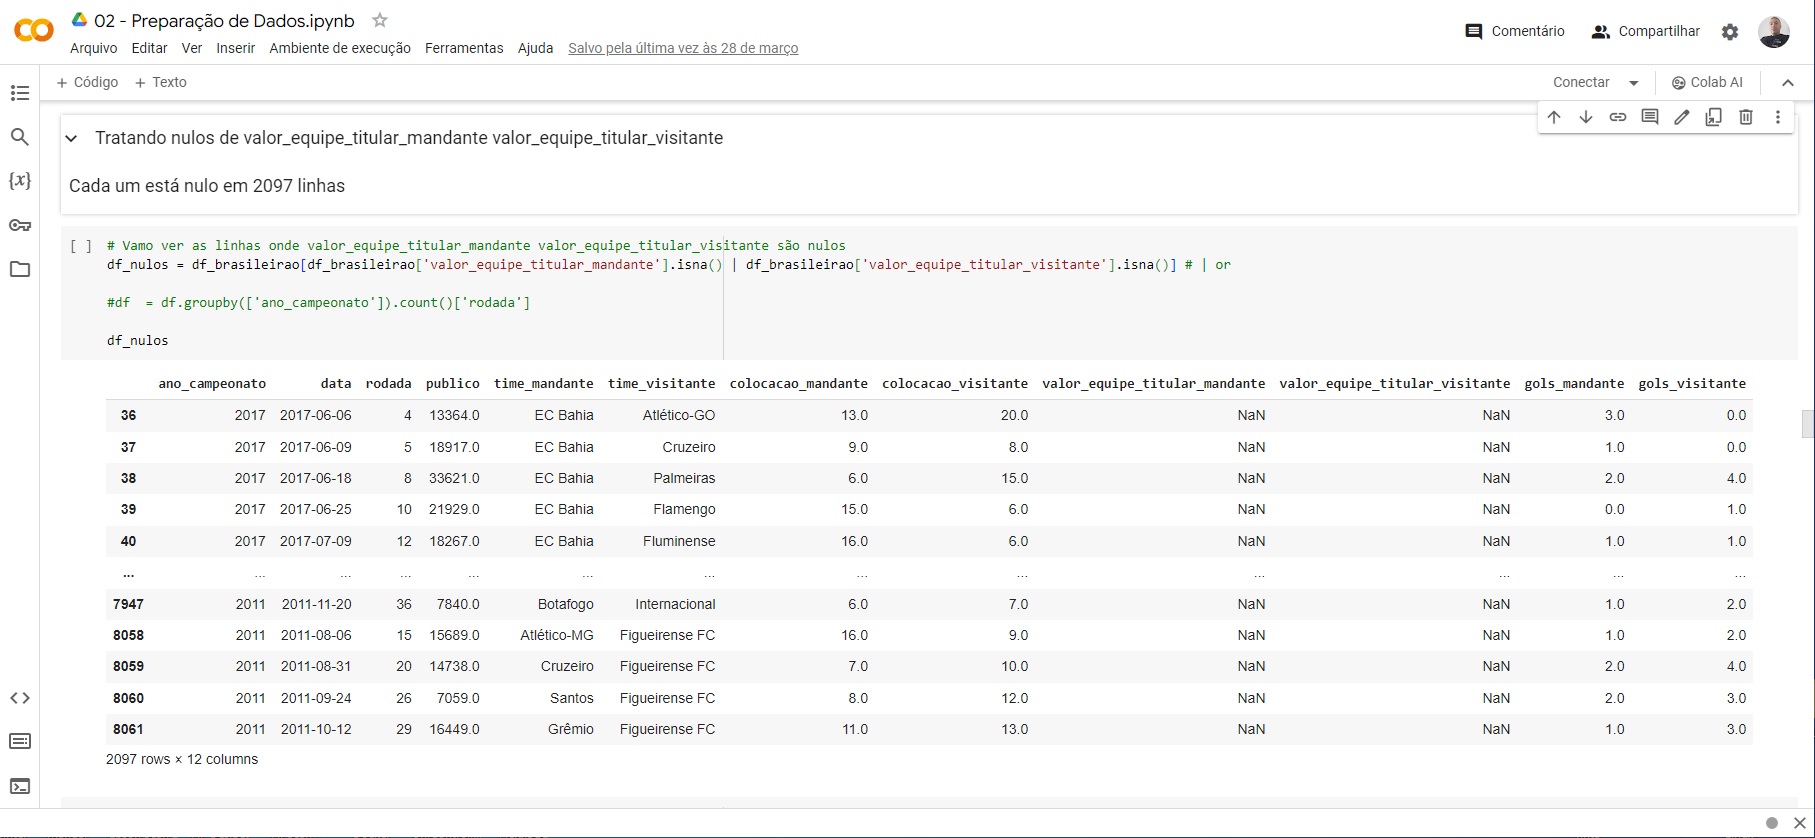 02 - Preparação de Dados.ipynb
Arquivo Editar Ver Inserir Ambiente de execução Ferramentas Ajuda Salvo pela última vez às 28 de março
Comentário Compartilhar
+ Código + Texto
Conectar Colab AI
Tratando nulos de valor_equipe_titular_mandante valor_equipe_titular_visitante
Cada um está nulo em 2097 linhas
[ ] # Vamo ver as linhas onde valor_equipe_titular_mandante valor_equipe_titular_visitante são nulos
df_nulos = df_brasileirao[df_brasileirao['valor_equipe_titular_mandante'].isna() | df_brasileirao['valor_equipe_titular_visitante'].isna()] # | or
#df  = df.groupby(['ano_campeonato']).count()['rodada']
df_nulos
ano_campeonato data rodada publico time_mandante time_visitante colocacao_mandante colocacao_visitante valor_equipe_titular_mandante valor_equipe_titular_visitante gols_mandante gols_visitante
36 2017 2017-06-06 4 13364.0 EC Bahia Atlético-GO 13.0 20.0 NaN NaN 3.0 0.0
37 2017 2017-06-09 5 18917.0 EC Bahia Cruzeiro 9.0 8.0 NaN NaN 1.0 0.0
38 2017 2017-06-18 8 33621.0 EC Bahia Palmeiras 6.0 15.0 NaN NaN 2.0 4.0
39 2017 2017-06-25 10 21929.0 EC Bahia Flamengo 15.0 6.0 NaN NaN 0.0 1.0
40 2017 2017-07-09 12 18267.0 EC Bahia Fluminense 16.0 6.0 NaN NaN 1.0 1.0
... ... ... ... ... ... ... ... ... ... ... ... ...
7947 2011 2011-11-20 36 7840.0 Botafogo Internacional 6.0 7.0 NaN NaN 1.0 2.0
8058 2011 2011-08-06 15 15689.0 Atlético-MG Figueirense FC 16.0 9.0 NaN NaN 1.0 2.0
8059 2011 2011-08-31 20 14738.0 Cruzeiro Figueirense FC 7.0 10.0 NaN NaN 2.0 4.0
8060 2011 2011-09-24 26 7059.0 Santos Figueirense FC 8.0 12.0 NaN NaN 2.0 3.0
8061 2011 2011-10-12 29 16449.0 Grêmio Figueirense FC 11.0 13.0 NaN NaN 1.0 3.0
2097 rows × 12 columns